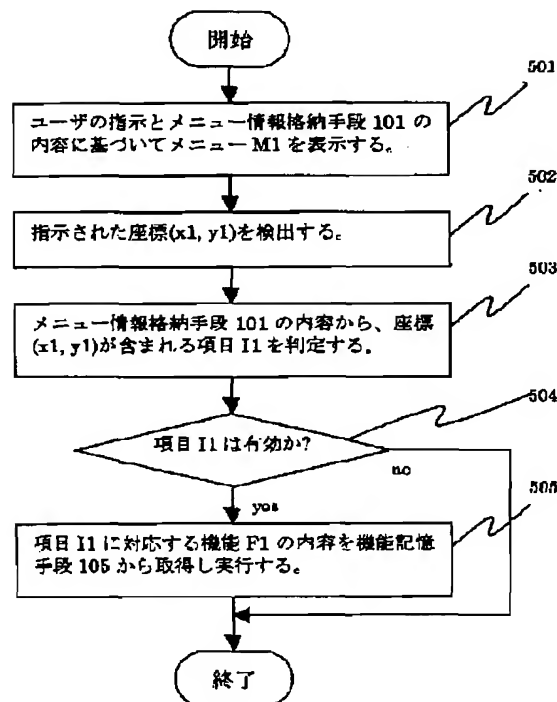 開始
501
ユーザの指示とメニュー情報格納手段 101 の
内容に基づいてメニュー M1 を表示する。
502
指示された座標(x1, y1)を検出する。
503
メニュー情報格納手段 101 の内容から、座標
(x1, y1)が含まれる項目 I1 を判定する。
504
項目 I1 は有効か?
no
yes
505
項目 I1 に対応する機能 F1 の内容を機能記憶
手段 105 から取得し実行する。
終了